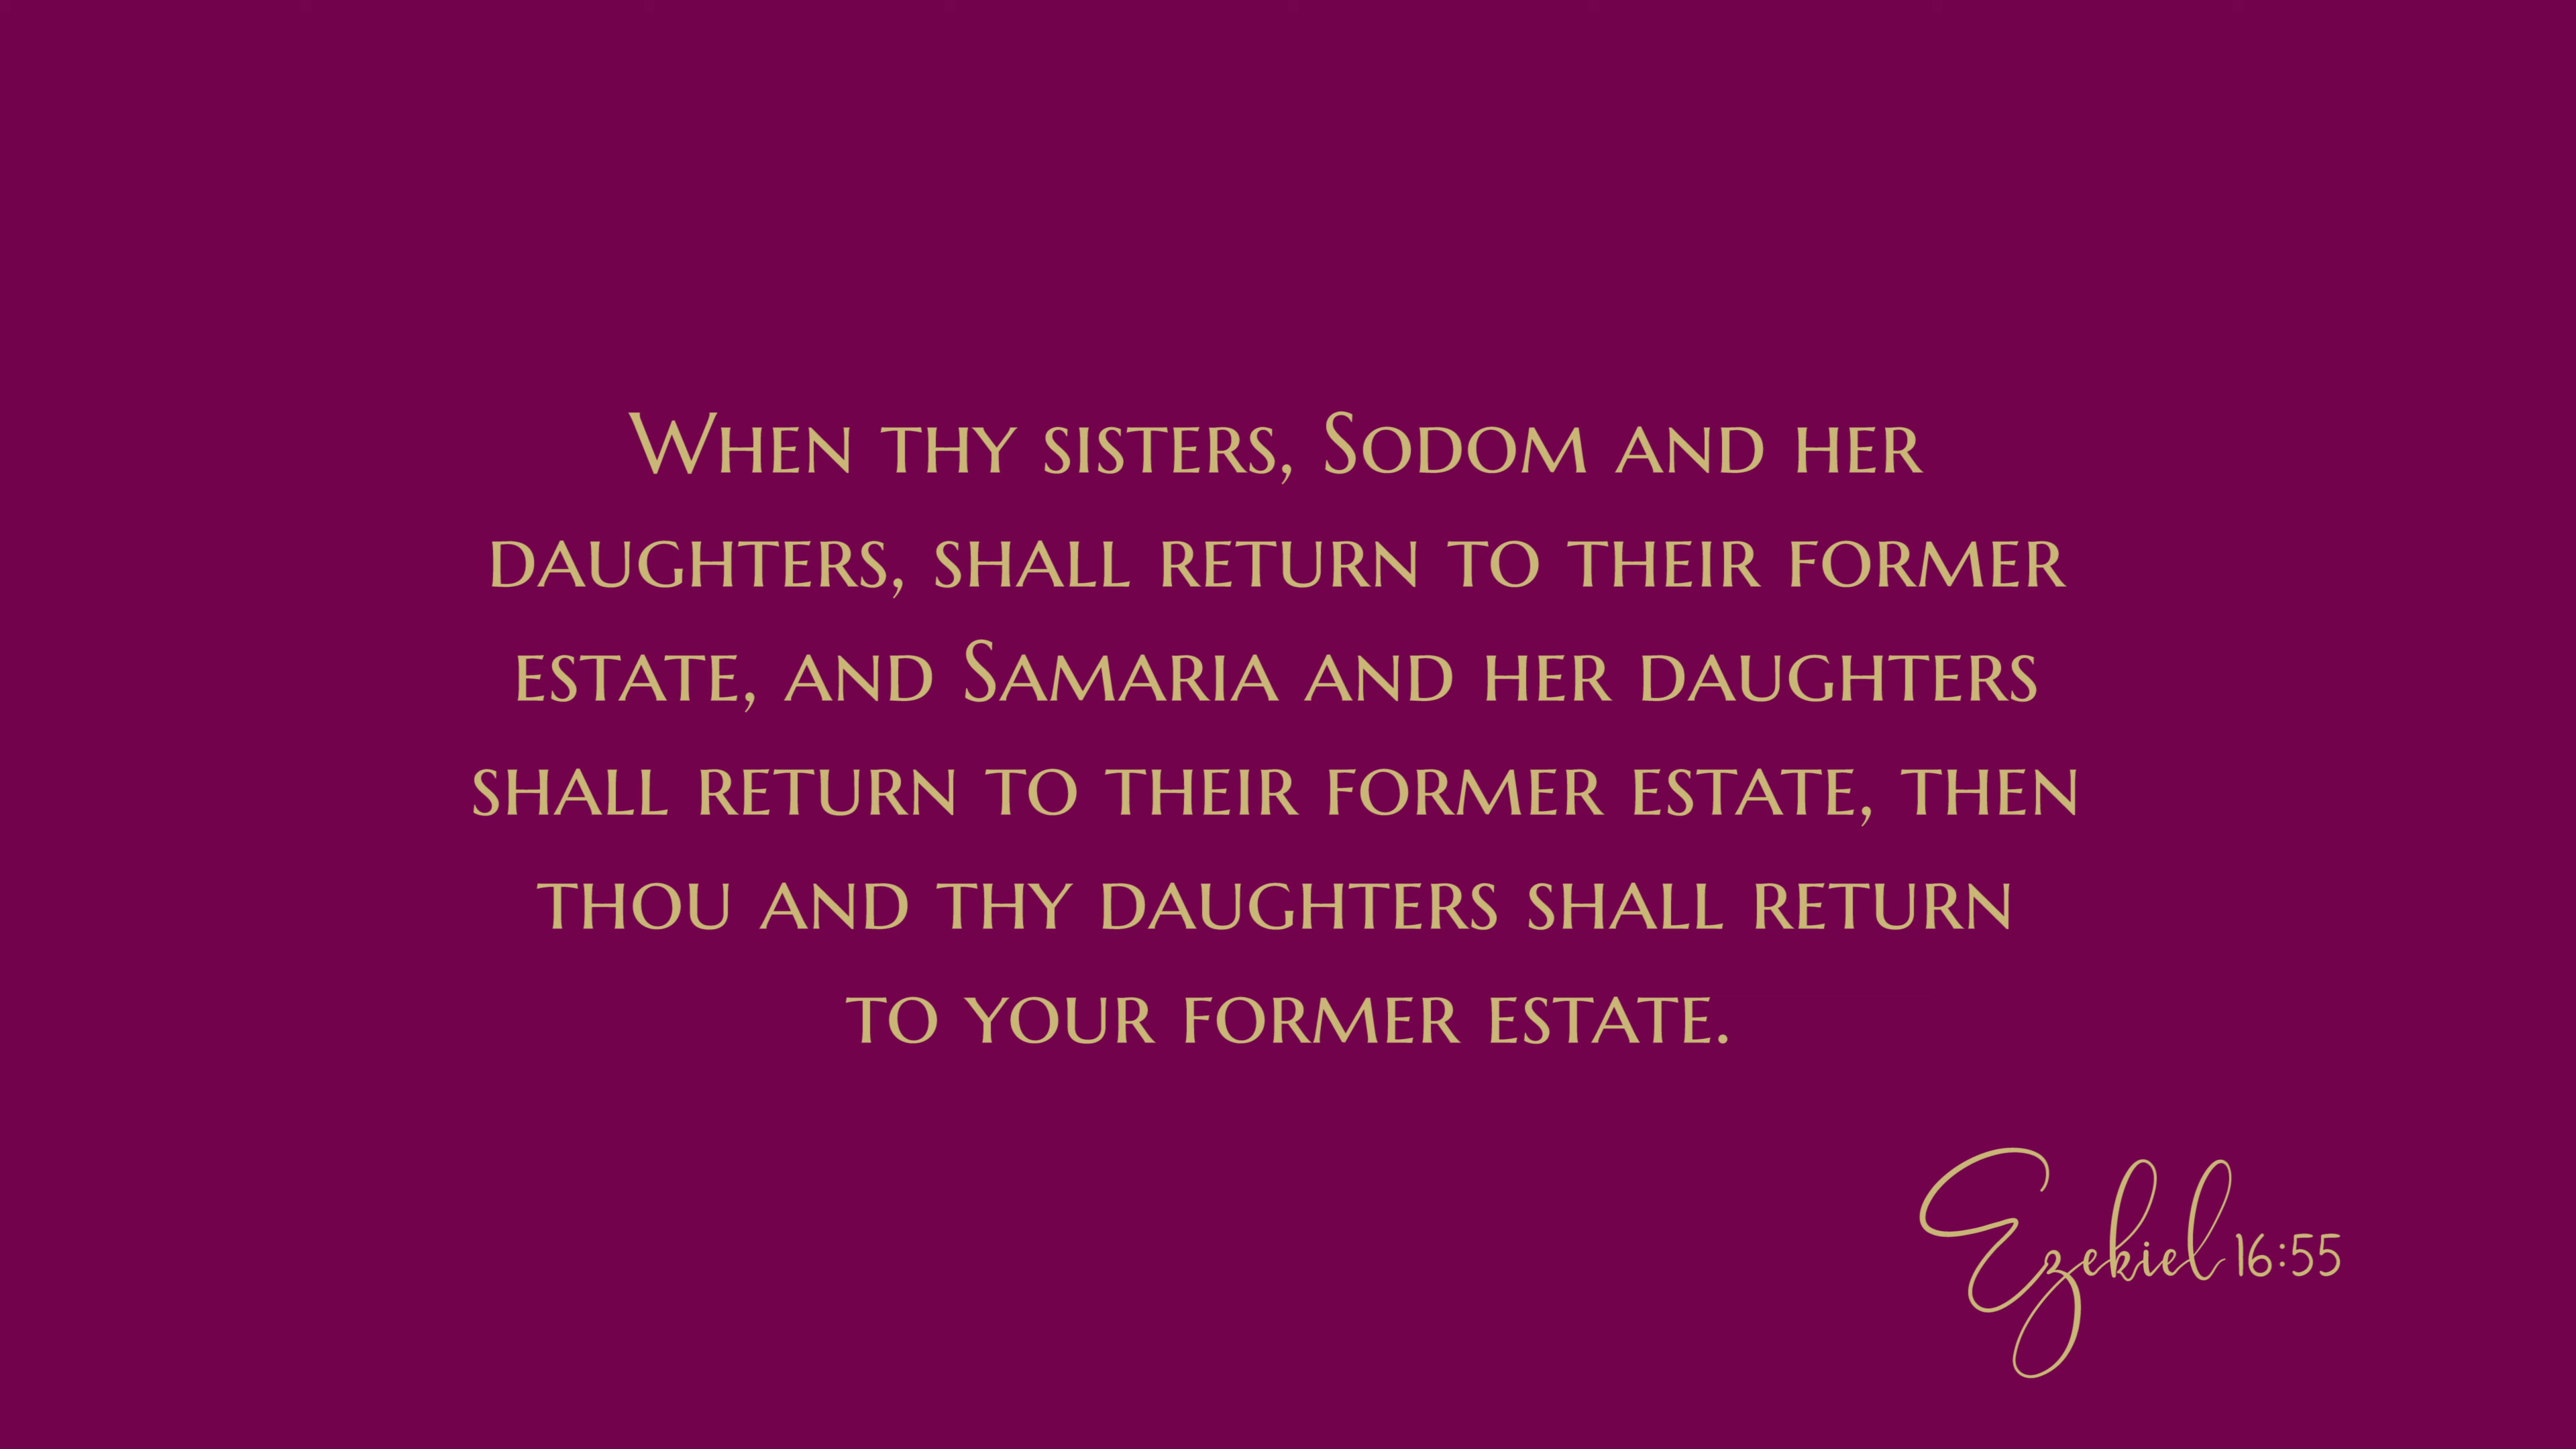 When thy sisters, Sodom and her
daughters, shall return to their former
estate, and Samaria and her daughters
shall return to their former estate, then
thou and thy daughters shall return
to your former estate.
Ezekiel 16:55